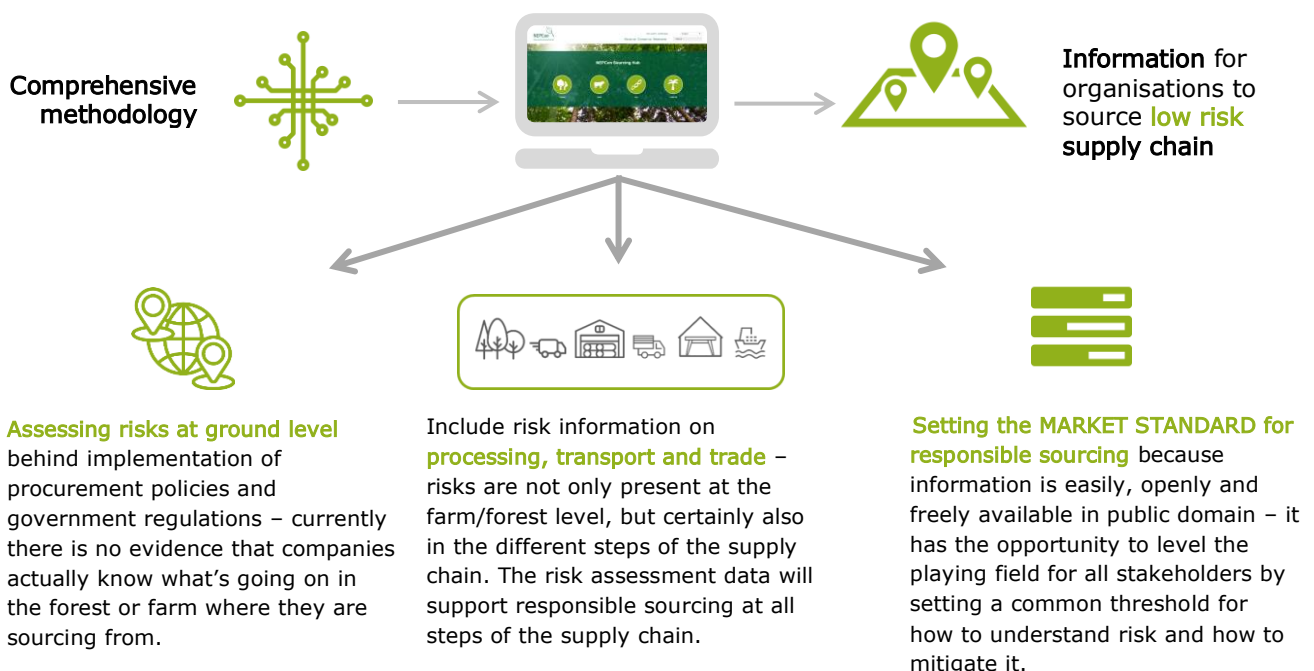 Comprehensive
methodology
NEPCon
NEPCon Sourcing Hub
Information for
organisations to
source low risk
supply chain
Assessing risks at ground level
behind implementation of
procurement policies and
government regulations – currently
there is no evidence that companies
actually know what's going on in
the forest or farm where they are
sourcing from.
Include risk information on
processing, transport and trade –
risks are not only present at the
farm/forest level, but certainly also
in the different steps of the supply
chain. The risk assessment data will
support responsible sourcing at all
steps of the supply chain.
Setting the MARKET STANDARD for
responsible sourcing because
information is easily, openly and
freely available in public domain – it
has the opportunity to level the
playing field for all stakeholders by
setting a common threshold for
how to understand risk and how to
mitigate it.